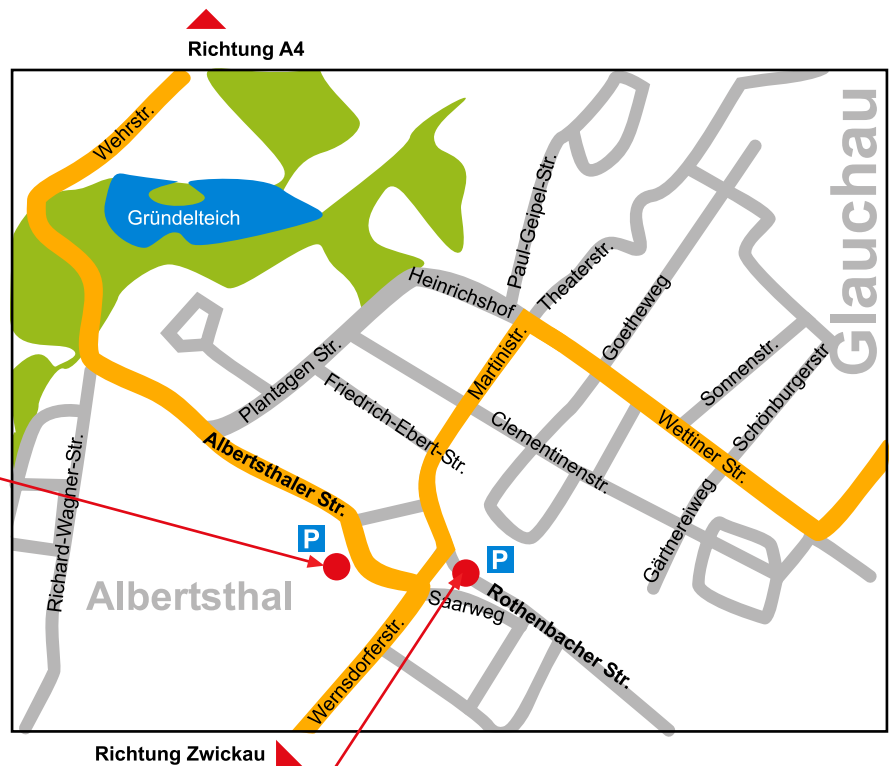 Richtung A4
Wehrstr.
Glauchau
Gründelteich
Paul-Geipel-Str.
Theaterstr.
Heinrichshof
Goetheweg
Martinistr.
Plantagen Str.
Friedrich-Ebert-Str.
Sonnenstr.
Schönburgerstr.
Clementinenstr.
Wettiner Str.
Albertsthaler Str.
Richard-Wagner-Str.
Gärtnereiweg
P
P
Albertsthal
Saarweg
Rothenbacher Str.
Wernsdorferstr.
Richtung Zwickau